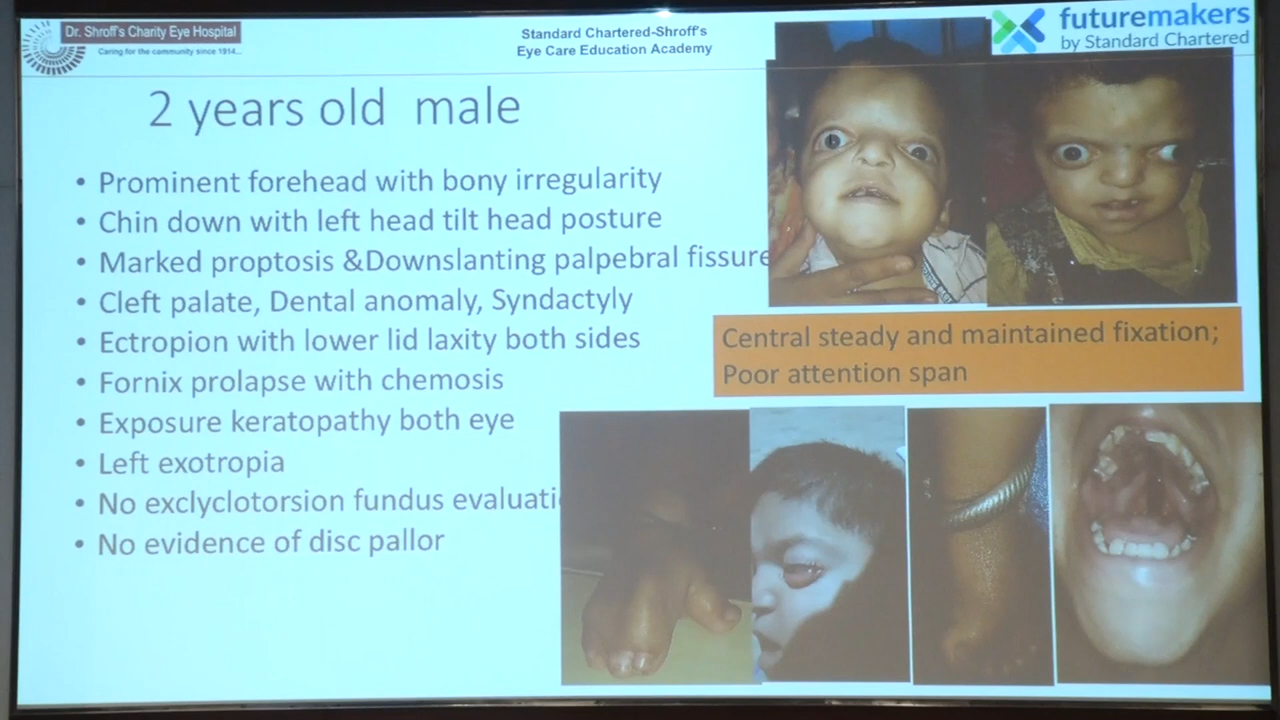 Dr. Shroff's Charity Eye Hospital
Caring for the community since 1914...
Standard Chartered-Shroff's
Eye Care Education Academy
futuremakers
by Standard Chartered
2 years old male
• Prominent forehead with bony irregularity
• Chin down with left head tilt head posture
• Marked proptosis &Downslanting palpebral fissure
• Cleft palate, Dental anomaly, Syndactyly
• Ectropion with lower lid laxity both sides
• Fornix prolapse with chemosis
• Exposure keratopathy both eye
• Left exotropia
• No exclyclotorsion fundus evaluati
• No evidence of disc pallor
Central steady and maintained fixation;
Poor attention span